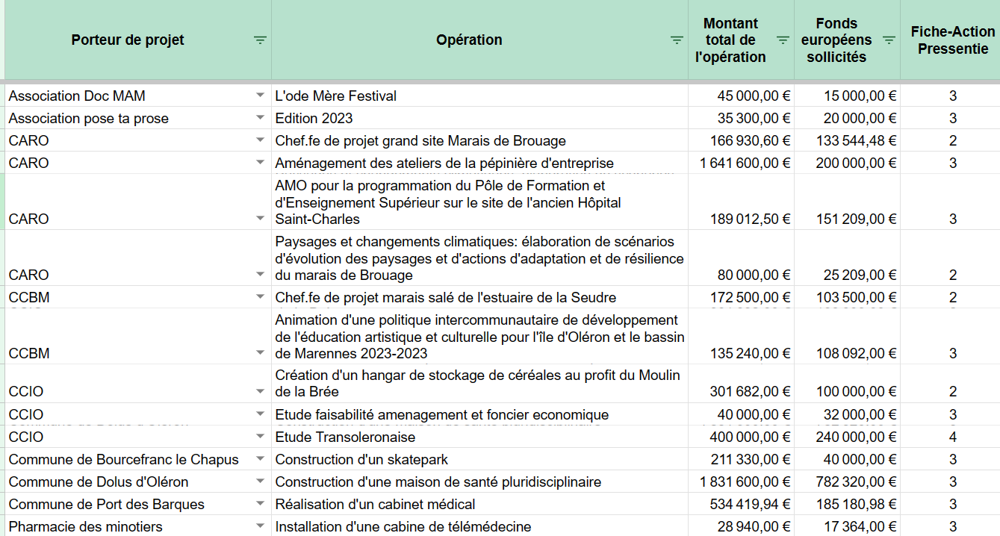 Porteur de projet Opération Montant total de l'opération Fonds européens sollicités Fiche-Action Pressentie
Association Doc MAM L'ode Mère Festival 45 000,00 € 15 000,00 € 3
Association pose ta prose Edition 2023 35 300,00 € 20 000,00 € 3
CARO Chef.fe de projet grand site Marais de Brouage 166 930,60 € 133 544,48 € 2
CARO Aménagement des ateliers de la pépinière d'entreprise 1 641 600,00 € 200 000,00 € 3
AMO pour la programmation du Pôle de Formation et
d'Enseignement Supérieur sur le site de l'ancien Hôpital
CARO Saint-Charles 189 012,50 € 151 209,00 € 3
Paysages et changements climatiques: élaboration de scénarios
d'évolution des paysages et d'actions d'adaptation et de résilience
CARO du marais de Brouage 80 000,00 € 25 209,00 € 2
CCBM Chef.fe de projet marais salé de l'estuaire de la Seudre 172 500,00 € 103 500,00 € 2
Animation d'une politique intercommunautaire de développement
de l'éducation artistique et culturelle pour l'île d'Oléron et le bassin
CCBM de Marennes 2023-2023 135 240,00 € 108 092,00 € 3
Création d'un hangar de stockage de céréales au profit du Moulin
CCIO de la Brée 301 682,00 € 100 000,00 € 2
CCIO Etude faisabilité amenagement et foncier economique 40 000,00 € 32 000,00 € 3
CCIO Etude Transoleronaise 400 000,00 € 240 000,00 € 4
Commune de Bourcefranc le Chapus Construction d'un skatepark 211 330,00 € 40 000,00 € 3
Commune de Dolus d'Oléron Construction d'une maison de santé pluridisciplinaire 1 831 600,00 € 782 320,00 € 3
Commune de Port des Barques Réalisation d'un cabinet médical 534 419,94 € 185 180,98 € 3
Pharmacie des minotiers Installation d'une cabine de télémédecine 28 940,00 € 17 364,00 € 3